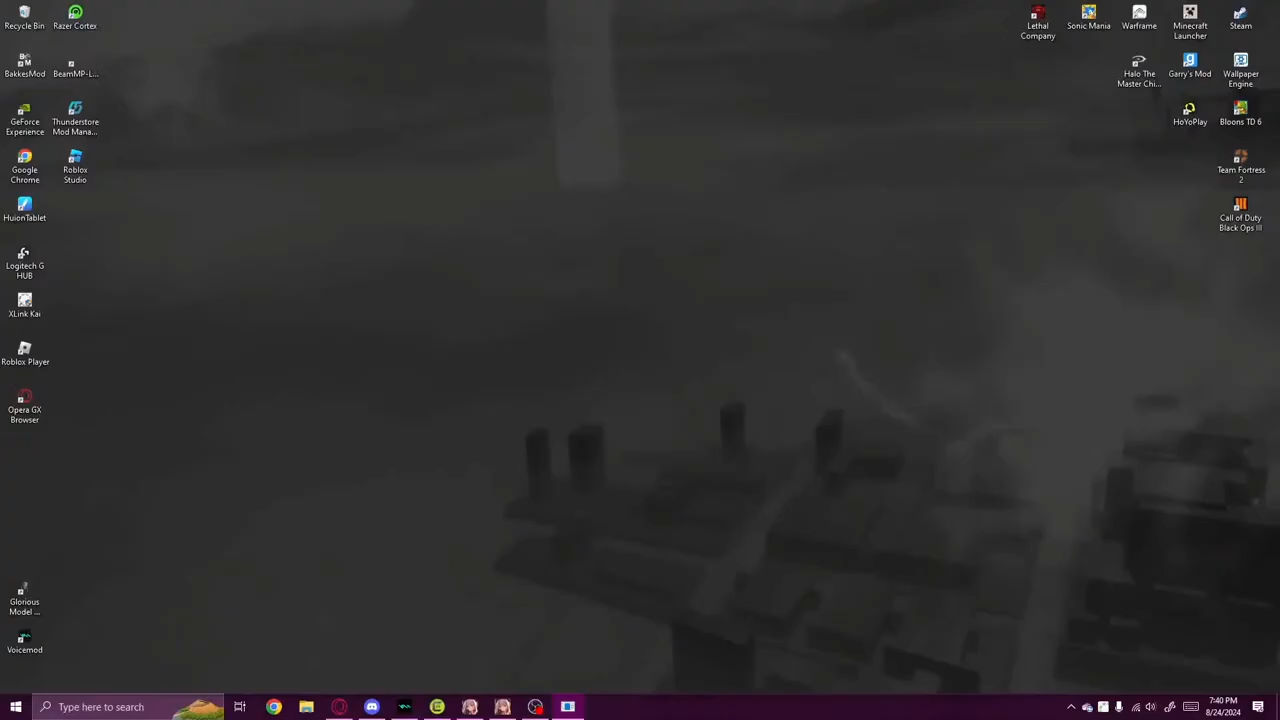 Recycle Bin
Razer Cortex
BakkesMod
BeamMP-L...
GeForce
Experience
Thunderstore
Mod Mana...
Google
Chrome
Roblox
Studio
HuionTablet
Logitech G
HUB
XLink Kai
Roblox Player
Opera GX
Browser
Glorious
Model ...
Voicemod
Lethal
Company
Sonic Mania
Warframe
Minecraft
Launcher
Steam
Halo The
Master Chi...
Garry's Mod
Wallpaper
Engine
HoYoPlay
Bloons TD 6
Team Fortress
2
Call of Duty
Black Ops III
Type here to search
7:40 PM
8/24/2024